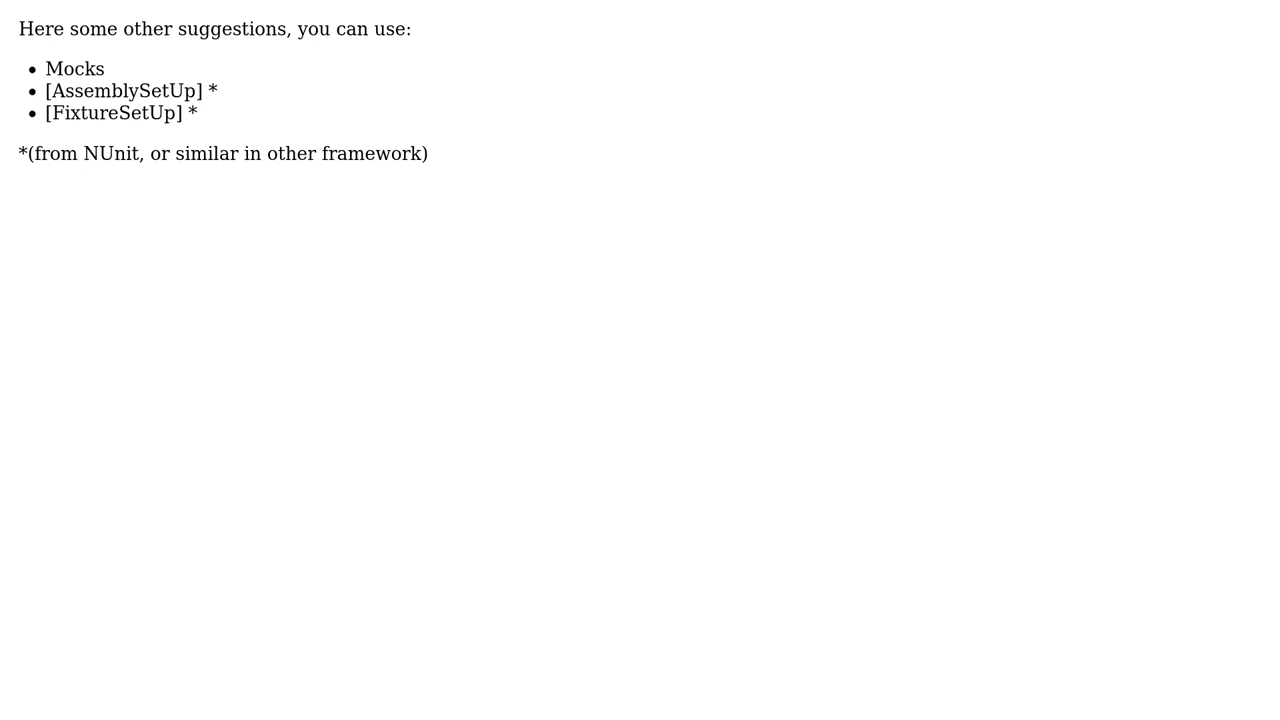 Here some other suggestions, you can use:
• Mocks
• [AssemblySetUp] *
• [FixtureSetUp] *
*(from NUnit, or similar in other framework)